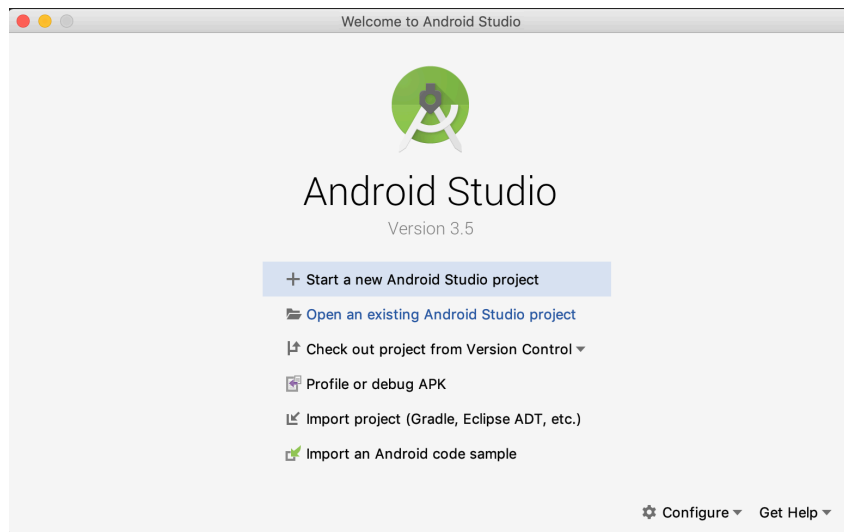 Welcome to Android Studio
Android Studio
Version 3.5
Start a new Android Studio project
Open an existing Android Studio project
Check out project from Version Control
Profile or debug APK
Import project (Gradle, Eclipse ADT, etc.)
Import an Android code sample
Configure Get Help